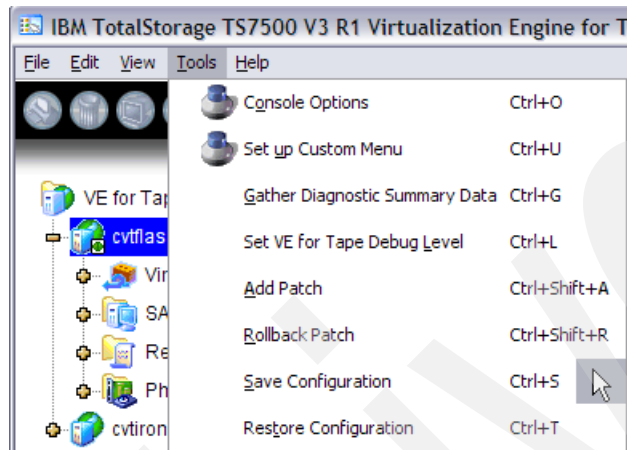 IBM TotalStorage TS7500 V3 R1 Virtualization Engine for T
File Edit View Tools Help
Console Options Ctrl+O
Set up Custom Menu Ctrl+U
Gather Diagnostic Summary Data Ctrl+G
VE for Tap
cvtflas
Set VE for Tape Debug Level Ctrl+L
Vir
Add Patch Ctrl+Shift+A
SA
Rollback Patch Ctrl+Shift+R
Re
Save Configuration Ctrl+S
Ph
cvtiron
Restore Configuration Ctrl+T